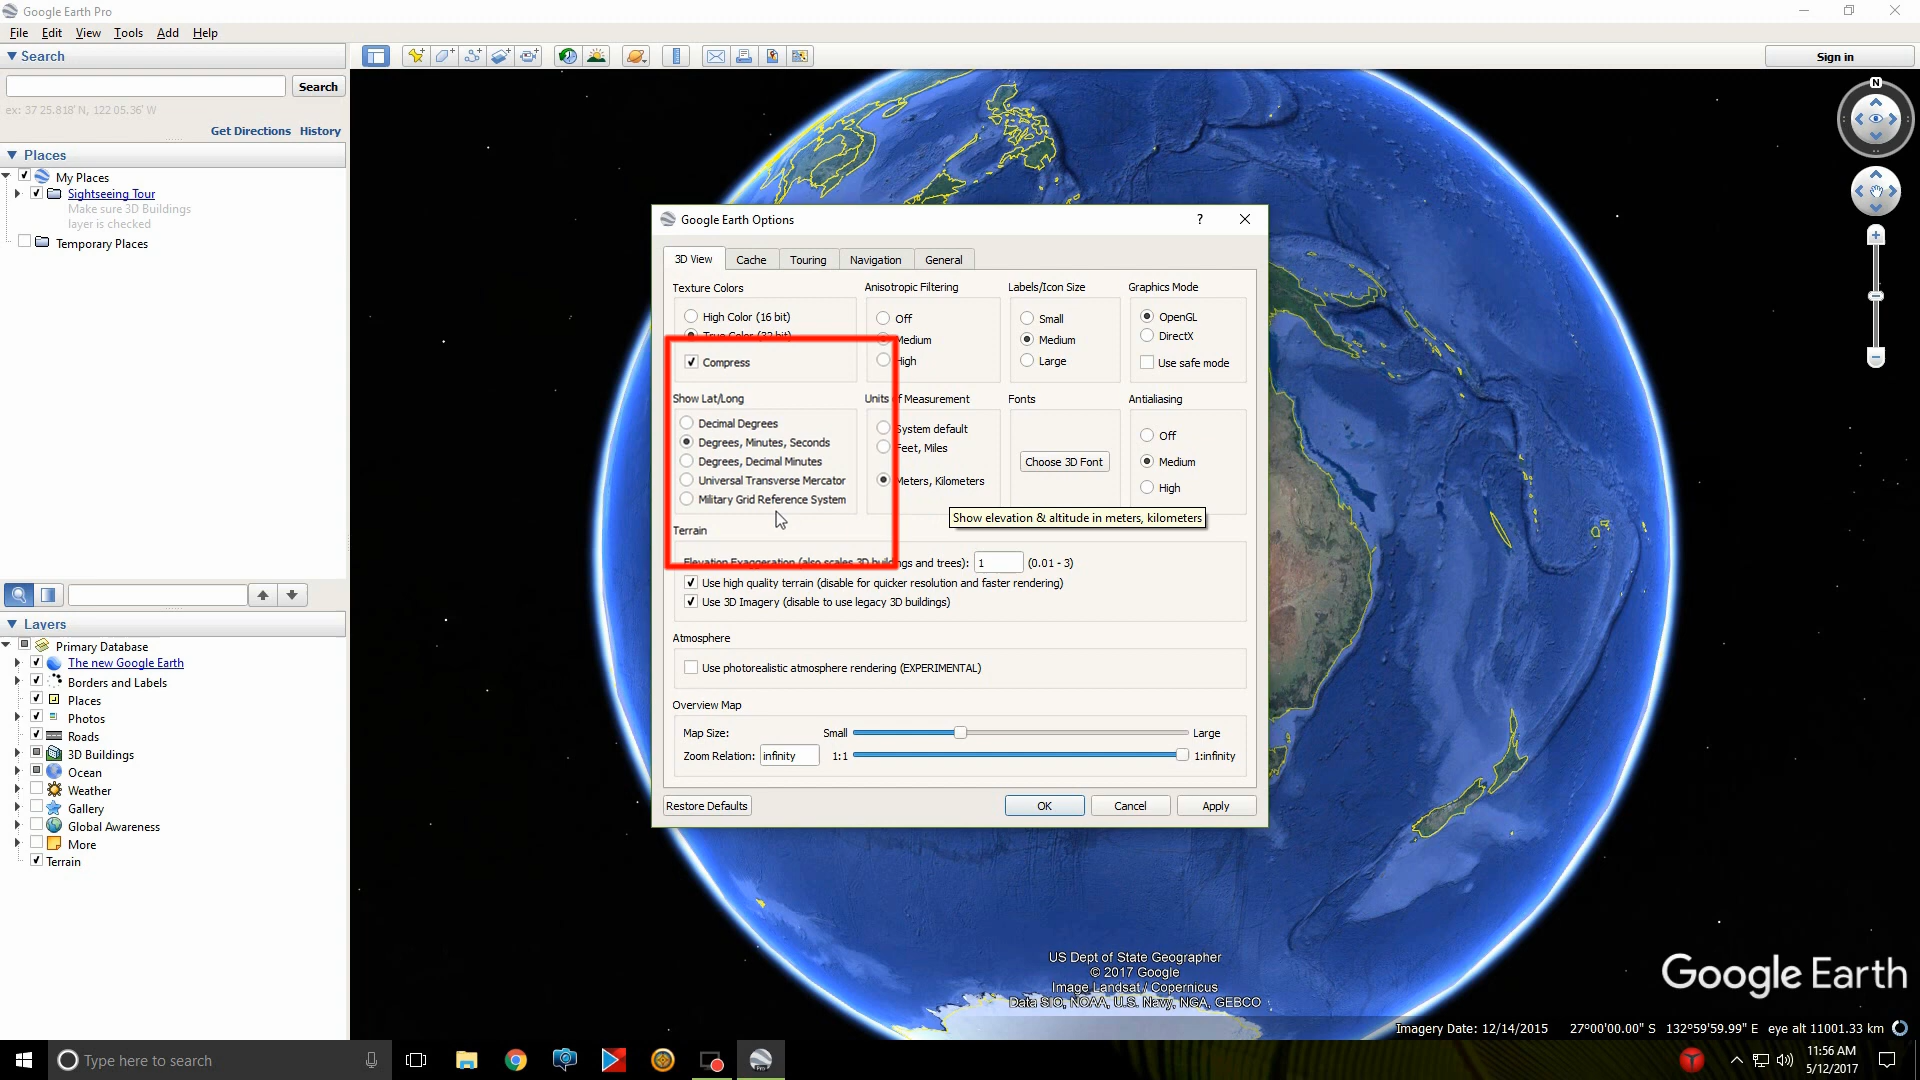 Google Earth Pro
File Edit View Tools Add Help
Search
Search
ex: 37 25.818' N, 122 05.36' W
Get Directions History
Places
My Places
Sightseeing Tour
Make sure 3D Buildings
layer is checked
Temporary Places
Layers
Primary Database
The new Google Earth
Borders and Labels
Places
Photos
Roads
3D Buildings
Ocean
Weather
Gallery
Global Awareness
More
Terrain
Sign in
N
Google Earth Options
?
3D View Cache Touring Navigation General
Texture Colors
High Color (16 bit)
True Color (32 bit)
Compress
Anisotropic Filtering
Off
Medium
High
Labels/Icon Size
Small
Medium
Large
Graphics Mode
OpenGL
DirectX
Use safe mode
Show Lat/Long
Decimal Degrees
Degrees, Minutes, Seconds
Degrees, Decimal Minutes
Universal Transverse Mercator
Military Grid Reference System
Units of Measurement
System default
Feet, Miles
Meters, Kilometers
Fonts
Choose 3D Font
Antialiasing
Off
Medium
High
Show elevation & altitude in meters, kilometers
Terrain
Elevation Exaggeration (also scales 3D buildings and trees): 1 (0.01 - 3)
Use high quality terrain (disable for quicker resolution and faster rendering)
Use 3D Imagery (disable to use legacy 3D buildings)
Atmosphere
Use photorealistic atmosphere rendering (EXPERIMENTAL)
Overview Map
Map Size: Small Large
Zoom Relation: infinity 1:1 1:infinity
Restore Defaults OK Cancel Apply
US Dept of State Geographer
© 2017 Google
Image Landsat / Copernicus
Data SIO, NOAA, U.S. Navy, NGA, GEBCO
Google Earth
Imagery Date: 12/14/2015 27°00'00.00" S 132°59'59.99" E eye alt 11001.33 km
Type here to search
Pro
11:56 AM
5/12/2017